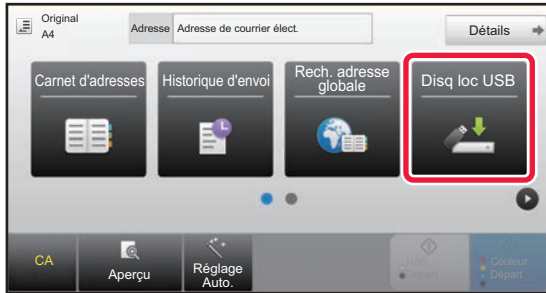 Original
A4
Adresse
Adresse de courrier élect.
Détails
Carnet d'adresses
Historique d'envoi
Rech. adresse
globale
Disq loc USB
CA
Aperçu
Réglage
Auto.
N&B
Départ
Couleur
Départ